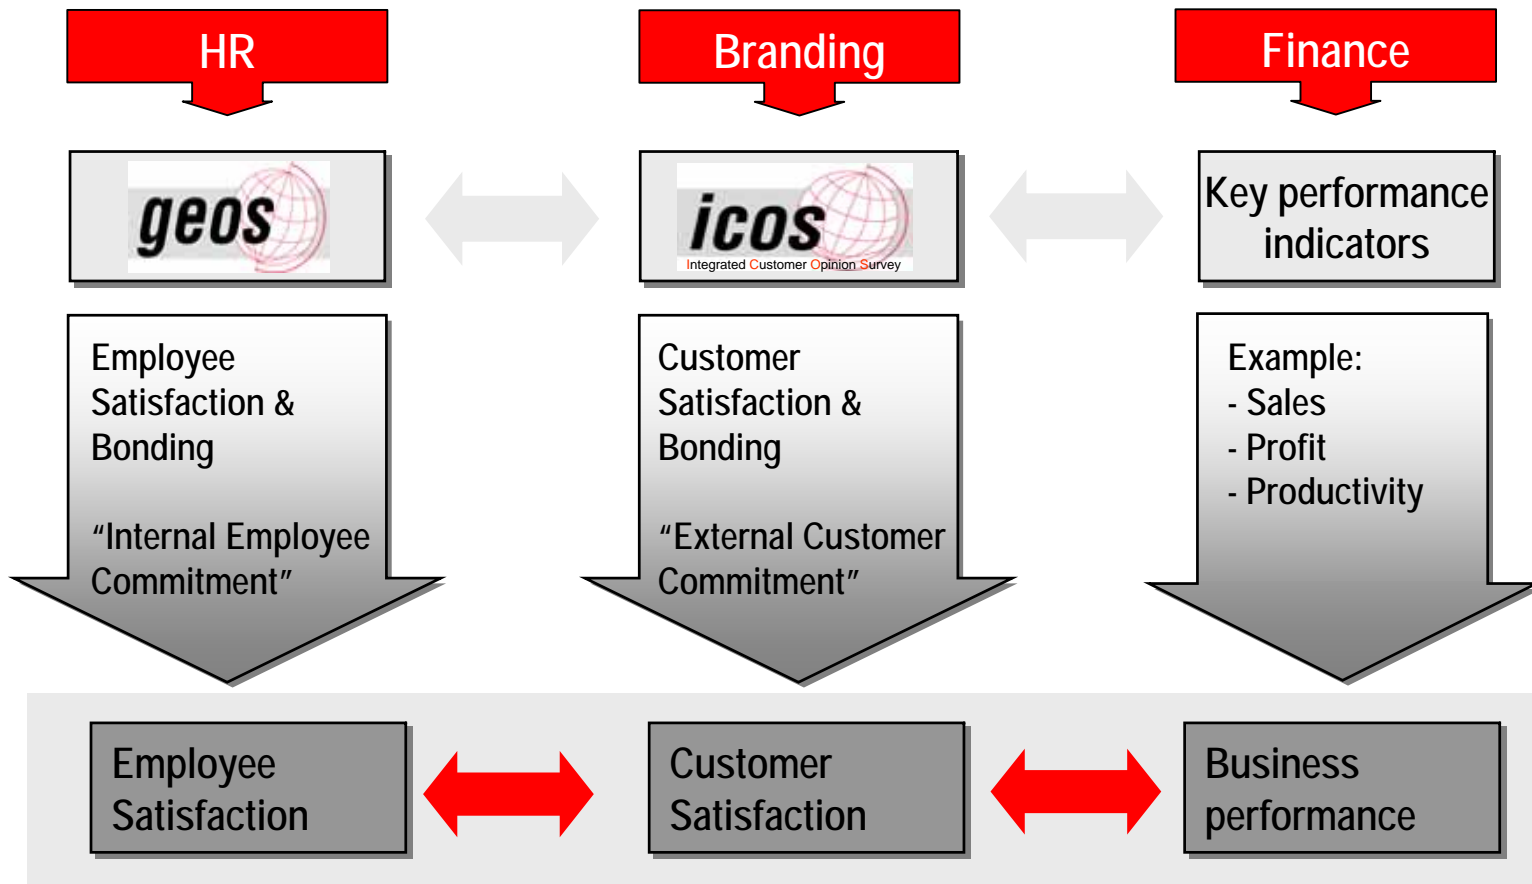 HR
Branding
Finance
geos
icos
Integrated Customer Opinion Survey
Key performance
indicators
Employee
Satisfaction &
Bonding
“Internal Employee
Commitment”
Customer
Satisfaction &
Bonding
“External Customer
Commitment”
Example:
- Sales
- Profit
- Productivity
Employee
Satisfaction
Customer
Satisfaction
Business
performance